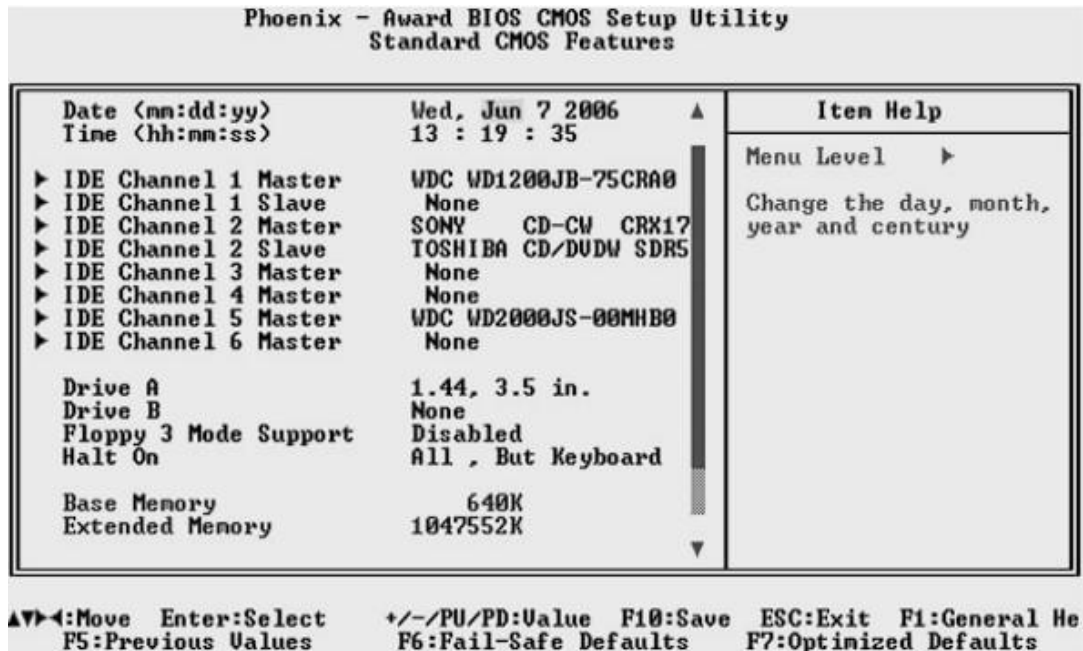 Phoenix - Award BIOS CMOS Setup Utility
Standard CMOS Features
Date (mm:dd:yy) Wed, Jun 7 2006
Time (hh:mm:ss) 13 : 19 : 35
IDE Channel 1 Master WDC WD1200JB-75CRA0
IDE Channel 1 Slave None
IDE Channel 2 Master SONY CD-CW CRX17
IDE Channel 2 Slave TOSHIBA CD/DVDW SDR5
IDE Channel 3 Master None
IDE Channel 4 Master None
IDE Channel 5 Master WDC WD2000JS-00MHB0
IDE Channel 6 Master None
Drive A 1.44, 3.5 in.
Drive B None
Floppy 3 Mode Support Disabled
Halt On All , But Keyboard
Base Memory 640K
Extended Memory 1047552K
Item Help
Menu Level ▶
Change the day, month,
year and century
▲▼►◄:Move Enter:Select +/-/PU/PD:Value F10:Save ESC:Exit F1:General He
F5:Previous Values F6:Fail-Safe Defaults F7:Optimized Defaults